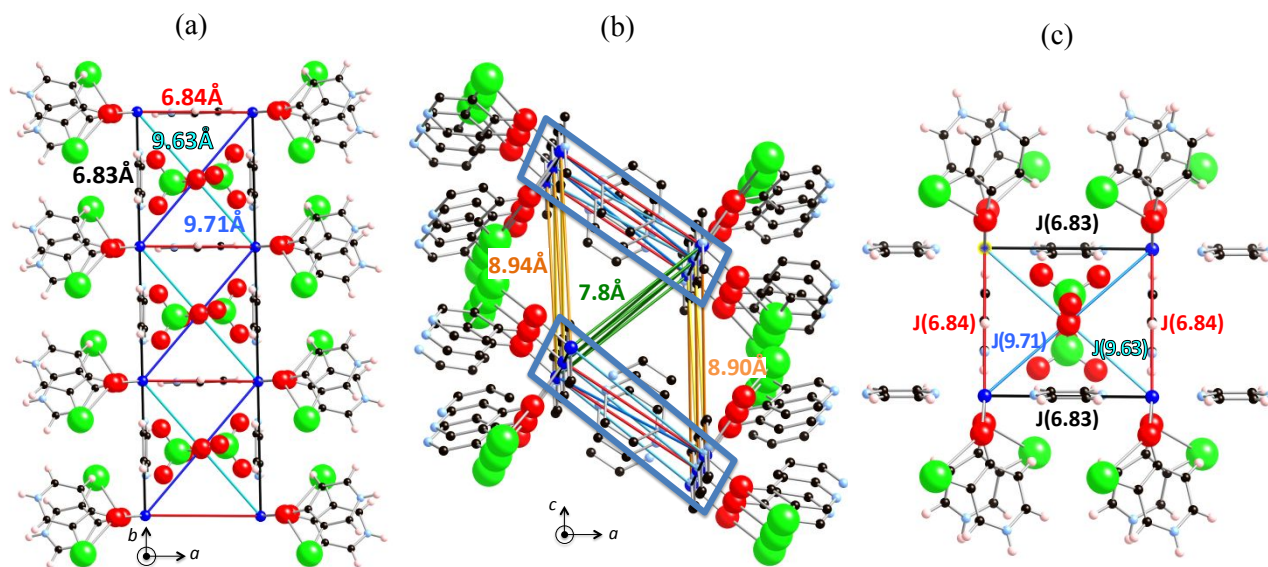 (a)
6.84Å
9.63Å
6.83Å
9.71Å
b
a
(b)
8.94Å
7.8Å
8.90Å
c
a
(c)
J(6.83)
J(6.84)
J(6.84)
J(9.71)
J(9.63)
J(6.83)